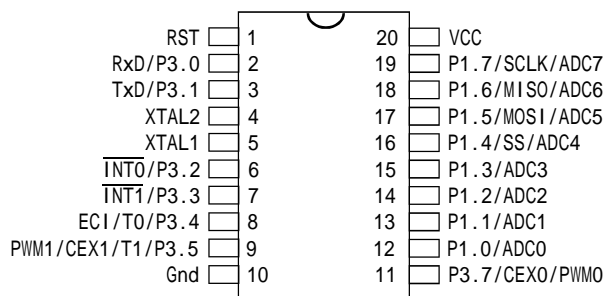 RST 1 20 VCC
RxD/P3.0 2 19 P1.7/SCLK/ADC7
TxD/P3.1 3 18 P1.6/MISO/ADC6
XTAL2 4 17 P1.5/MOSI/ADC5
XTAL1 5 16 P1.4/SS/ADC4
INT0/P3.2 6 15 P1.3/ADC3
INT1/P3.3 7 14 P1.2/ADC2
ECI/T0/P3.4 8 13 P1.1/ADC1
PWM1/CEX1/T1/P3.5 9 12 P1.0/ADC0
Gnd 10 11 P3.7/CEX0/PWM0